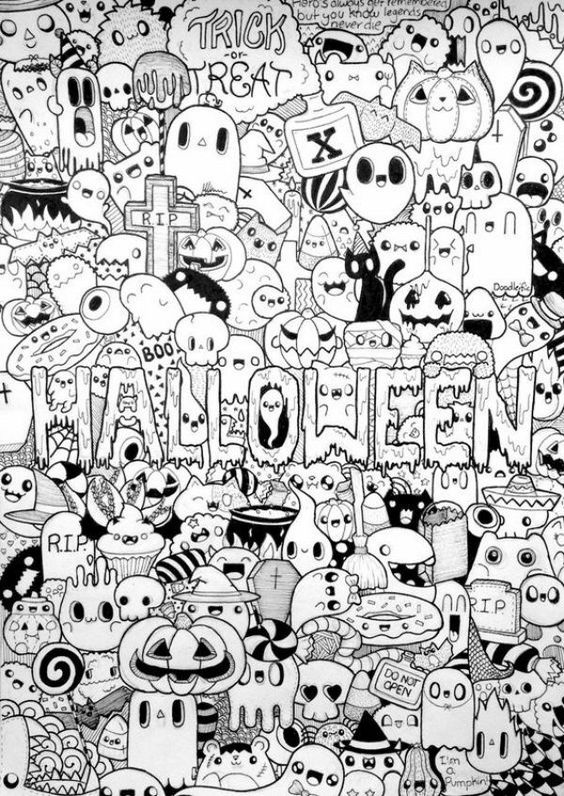 Hero's always get remembered
but you know legends
never die
TRICK
or
TREAT
X
RIP
Doodleific
BOO
HALLOWEEN
R.I.P.
R.I.P
DO NOT
OPEN
I'm
a
Pumpkin!